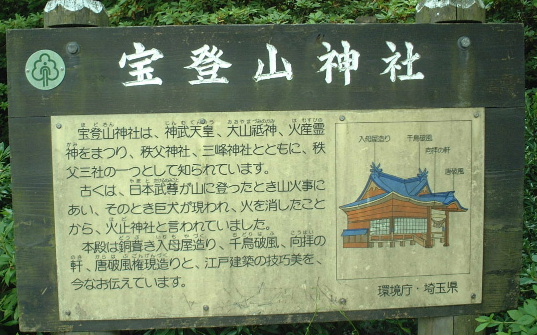 宝登山神社
宝登山神社は、神武天皇、大山祗神、火産霊
神をまつり、秩父神社、三峰神社とともに、秩
父三社の一つとして知られています。
古くは、日本武尊が山に登ったとき山火事に
あい、そのとき巨犬が現われ、火を消したこと
から、火止神社と言われていました。
本殿は銅葺き入母屋造り、千鳥破風、向拝の
軒、唐破風権現造りと、江戸建築の技巧美を、
今なお伝えています。
入母屋造り
千鳥破風
向拝の軒
唐破風
環境庁・埼玉県